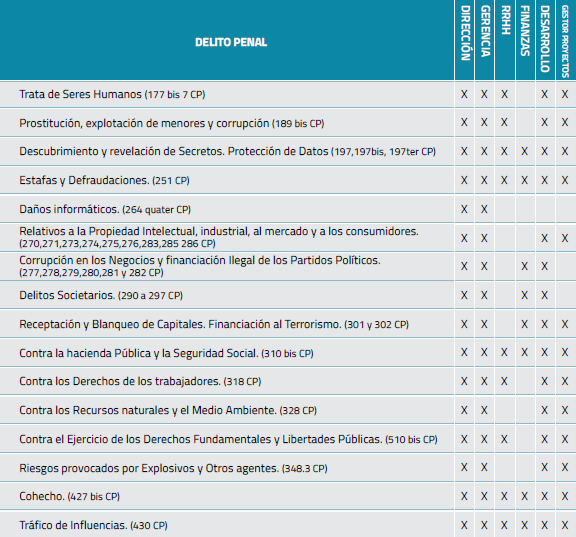 DELITO PENAL DIRECCIÓN GERENCIA RRHH FINANZAS DESARROLLO GESTOR PROYECTOS
Trata de Seres Humanos (177 bis 7 CP) X X X X X
Prostitución, explotación de menores y corrupción (189 bis CP) X X X X X
Descubrimiento y revelación de Secretos. Protección de Datos (197,197bis, 197ter CP) X X X X X X
Estafas y Defraudaciones. (251 CP) X X X X X X
Daños informáticos. (264 quater CP) X X
Relativos a la Propiedad Intelectual, industrial, al mercado y a los consumidores.
(270,271,273,274,275,276,283,285 286 CP) X X X X
Corrupción en los Negocios y financiación Ilegal de los Partidos Políticos.
(277,278,279,280,281 y 282 CP) X X X X
Delitos Societarios. (290 a 297 CP) X X X X
Receptación y Blanqueo de Capitales. Financiación al Terrorismo. (301 y 302 CP) X X X X X
Contra la hacienda Pública y la Seguridad Social. (310 bis CP) X X X X X X
Contra los Derechos de los trabajadores. (318 CP) X X X X X
Contra los Recursos naturales y el Medio Ambiente. (328 CP) X X X X
Contra el Ejercicio de los Derechos Fundamentales y Libertades Públicas. (510 bis CP) X X X X X
Riesgos provocados por Explosivos y Otros agentes. (348.3 CP) X X X X
Cohecho. (427 bis CP) X X X X X X
Tráfico de Influencias. (430 CP) X X X X X X